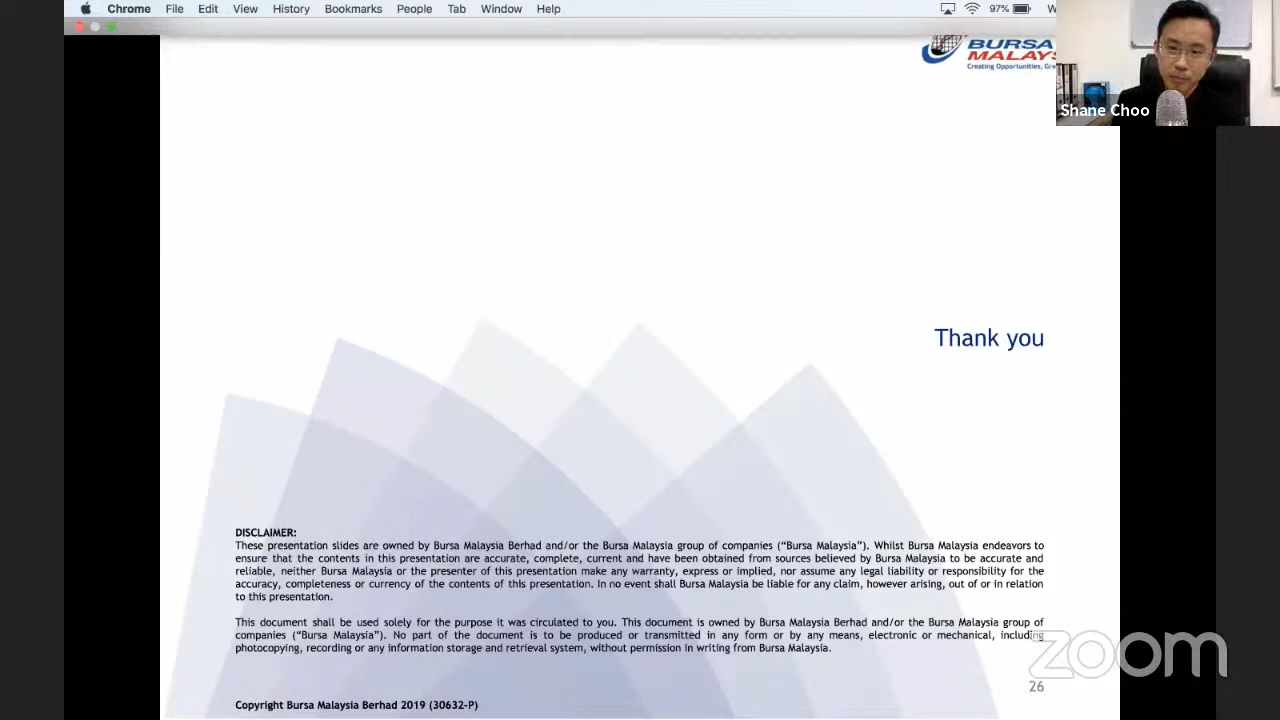 Chrome File Edit View History Bookmarks People Tab Window Help 97% W
BURSA
MALAYS
Creating Opportunities, Gro
Shane Choo
Thank you
DISCLAIMER:
These presentation slides are owned by Bursa Malaysia Berhad and/or the Bursa Malaysia group of companies (“Bursa Malaysia”). Whilst Bursa Malaysia endeavors to
ensure that the contents in this presentation are accurate, complete, current and have been obtained from sources believed by Bursa Malaysia to be accurate and
reliable, neither Bursa Malaysia or the presenter of this presentation make any warranty, express or implied, nor assume any legal liability or responsibility for the
accuracy, completeness or currency of the contents of this presentation. In no event shall Bursa Malaysia be liable for any claim, however arising, out of or in relation
to this presentation.
This document shall be used solely for the purpose it was circulated to you. This document is owned by Bursa Malaysia Berhad and/or the Bursa Malaysia group of
companies (“Bursa Malaysia”). No part of the document is to be produced or transmitted in any form or by any means, electronic or mechanical, including
photocopying, recording or any information storage and retrieval system, without permission in writing from Bursa Malaysia.
zoom
26
Copyright Bursa Malaysia Berhad 2019 (30632-P)